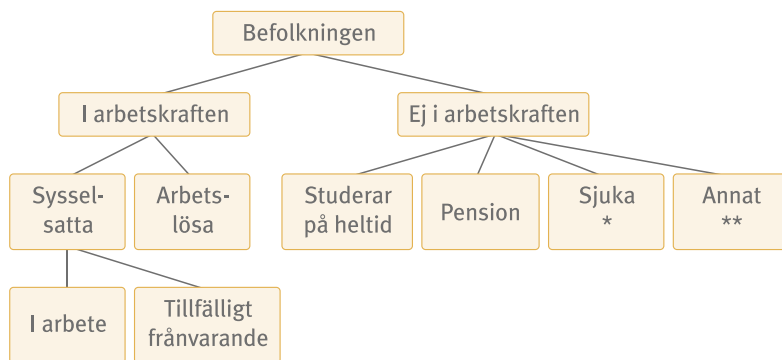 Befolkningen
I arbetskraften
Ej i arbetskraften
Syssel-
satta
Arbets-
lösa
Studerar
på heltid
Pension
Sjuka
*
Annat
**
I arbete
Tillfälligt
frånvarande